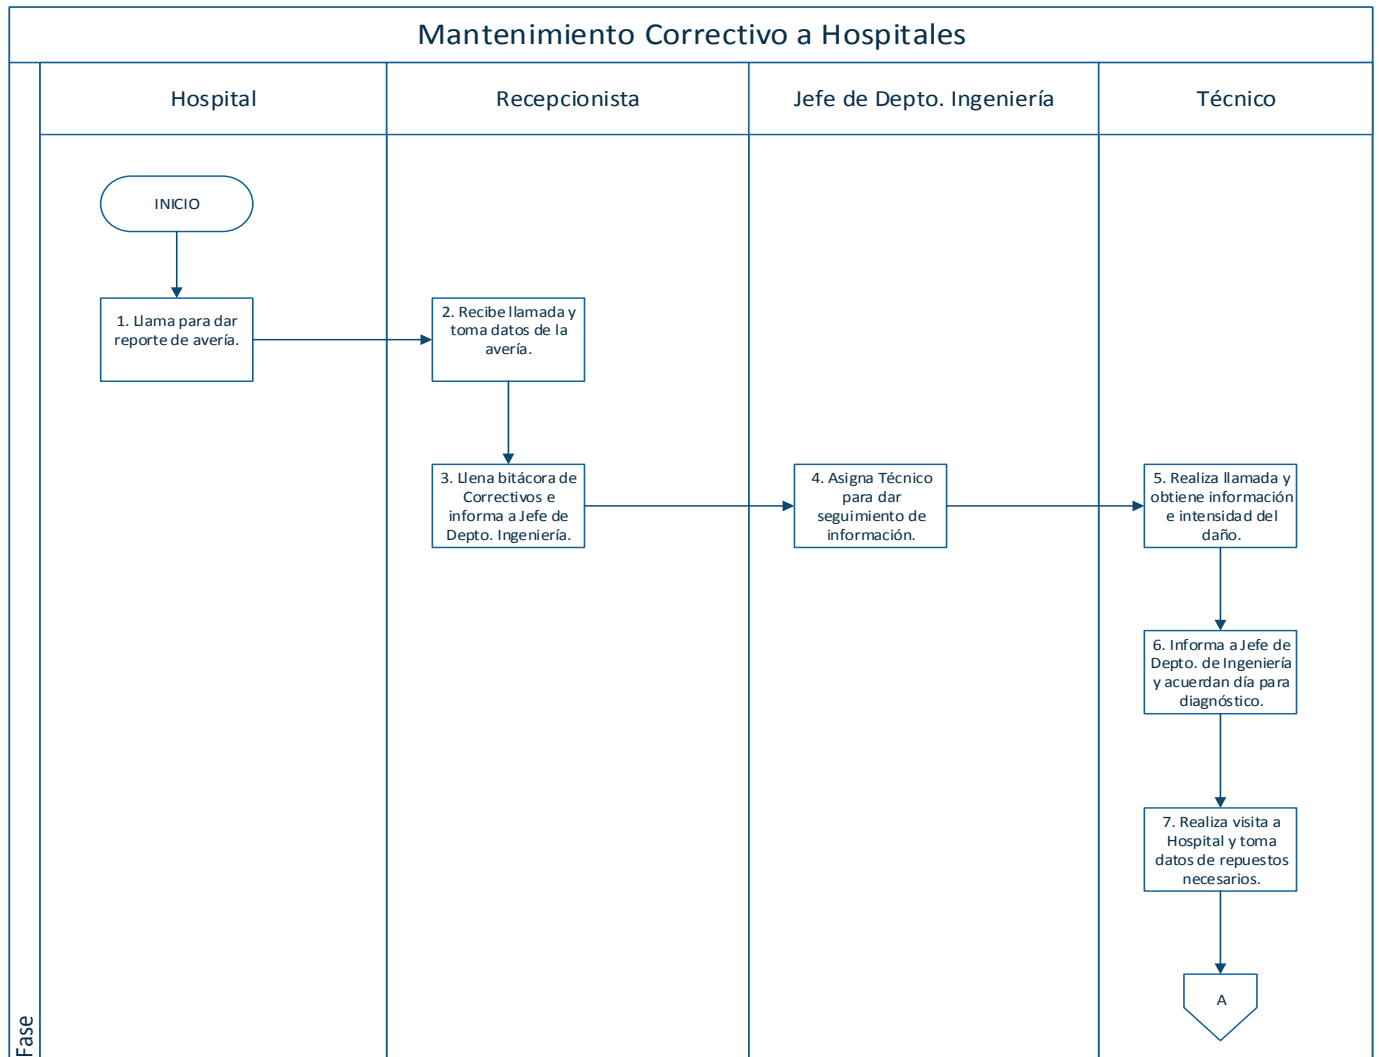 Mantenimiento Correctivo a Hospitales
Hospital
Recepcionista
Jefe de Depto. Ingeniería
Técnico
INICIO
1. Llama para dar
reporte de avería.
2. Recibe llamada y
toma datos de la
avería.
3. Llena bitácora de
Correctivos e
informa a Jefe de
Depto. Ingeniería.
4. Asigna Técnico
para dar
seguimiento de
información.
5. Realiza llamada y
obtiene información
e intensidad del
daño.
6. Informa a Jefe de
Depto. de Ingeniería
y acuerdan día para
diagnóstico.
7. Realiza visita a
Hospital y toma
datos de repuestos
necesarios.
A
Fase